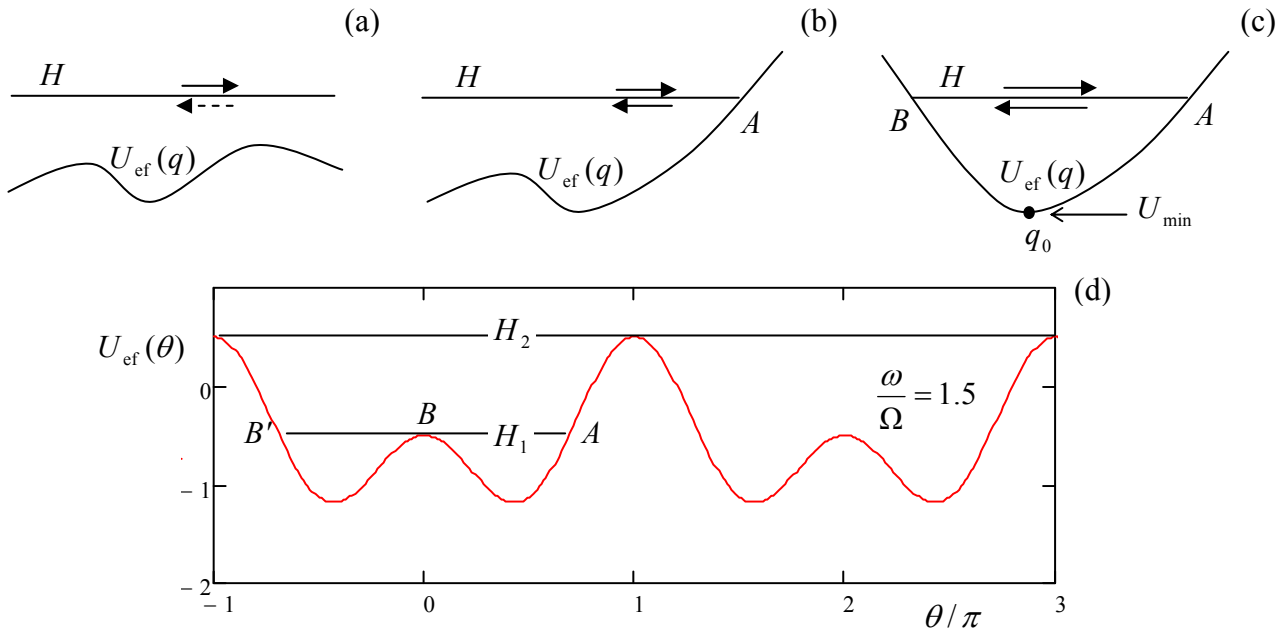 (a)
H
U_ef(q)
(b)
H
A
U_ef(q)
(c)
H
B
A
U_ef(q)
U_min
q_0
(d)
U_ef(θ)
H_2
0
ω/Ω = 1.5
B
B′
H_1
A
−1
−2
−1
0
1
2
3
θ/π